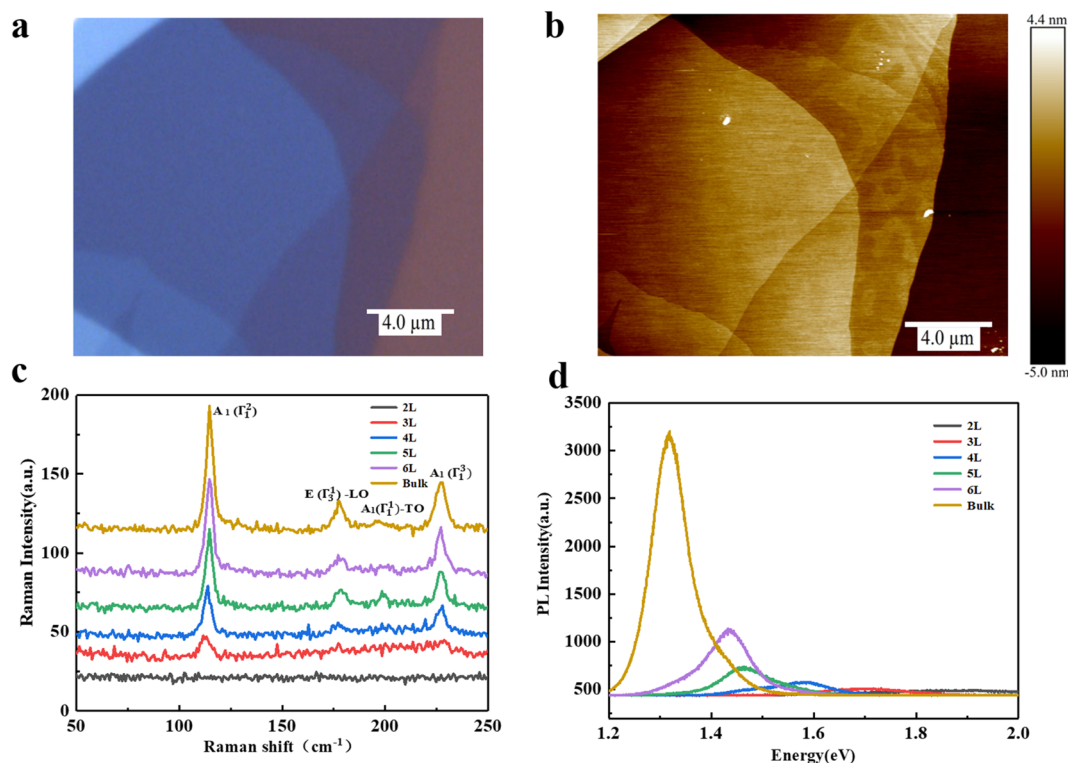 a
4.0 μm
b
4.0 μm
4.4 nm
-5.0 nm
c
Raman Intensity(a.u.)
200
150
100
50
0
50
100
150
200
250
Raman shift（cm⁻¹）
A₁(Γ₁²)
E(Γ₃¹)-LO
A₁(Γ₁¹)-TO
A₁(Γ₁³)
2L
3L
4L
5L
6L
Bulk
d
PL Intensity(a.u.)
3500
3000
2500
2000
1500
1000
500
1.2
1.4
1.6
1.8
2.0
Energy(eV)
2L
3L
4L
5L
6L
Bulk